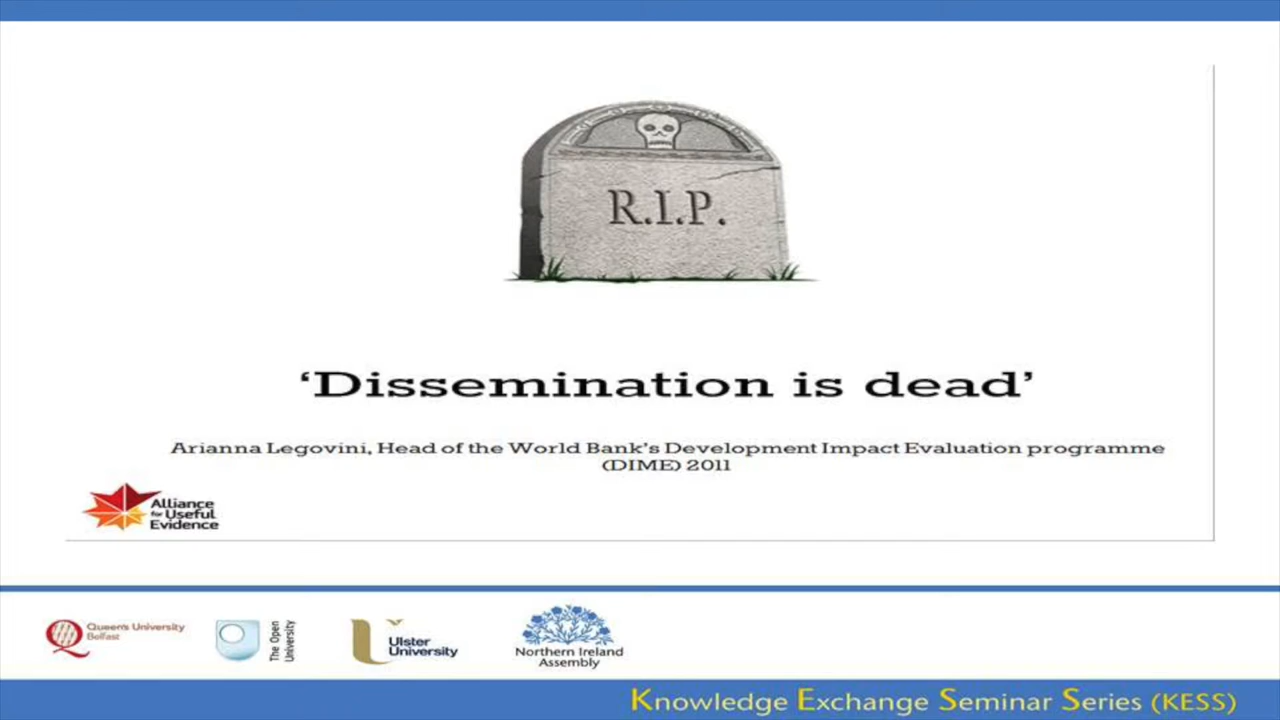 R.I.P.
‘Dissemination is dead’
Arianna Legovini, Head of the World Bank’s Development Impact Evaluation programme
(DIME) 2011
Alliance
for Useful
Evidence
Queen's University
Belfast
The Open
University
Ulster
University
Northern Ireland
Assembly
Knowledge Exchange Seminar Series (KESS)